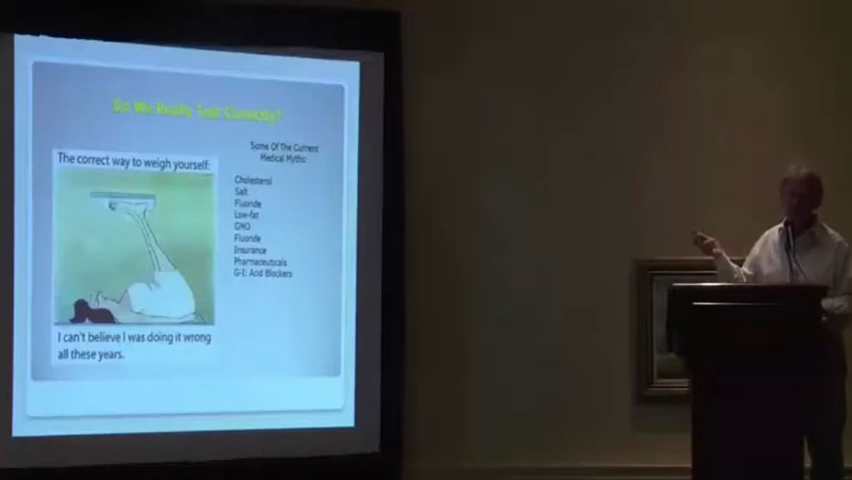 Do We Really Test Correctly?
Some Of The Current
Medical Myths:
Cholesterol
Salt
Fluoride
Low-fat
GMO
Fluoride
Insurance
Pharmaceuticals
G-I: Acid Blockers
The correct way to weigh yourself:
I can't believe I was doing it wrong
all these years.